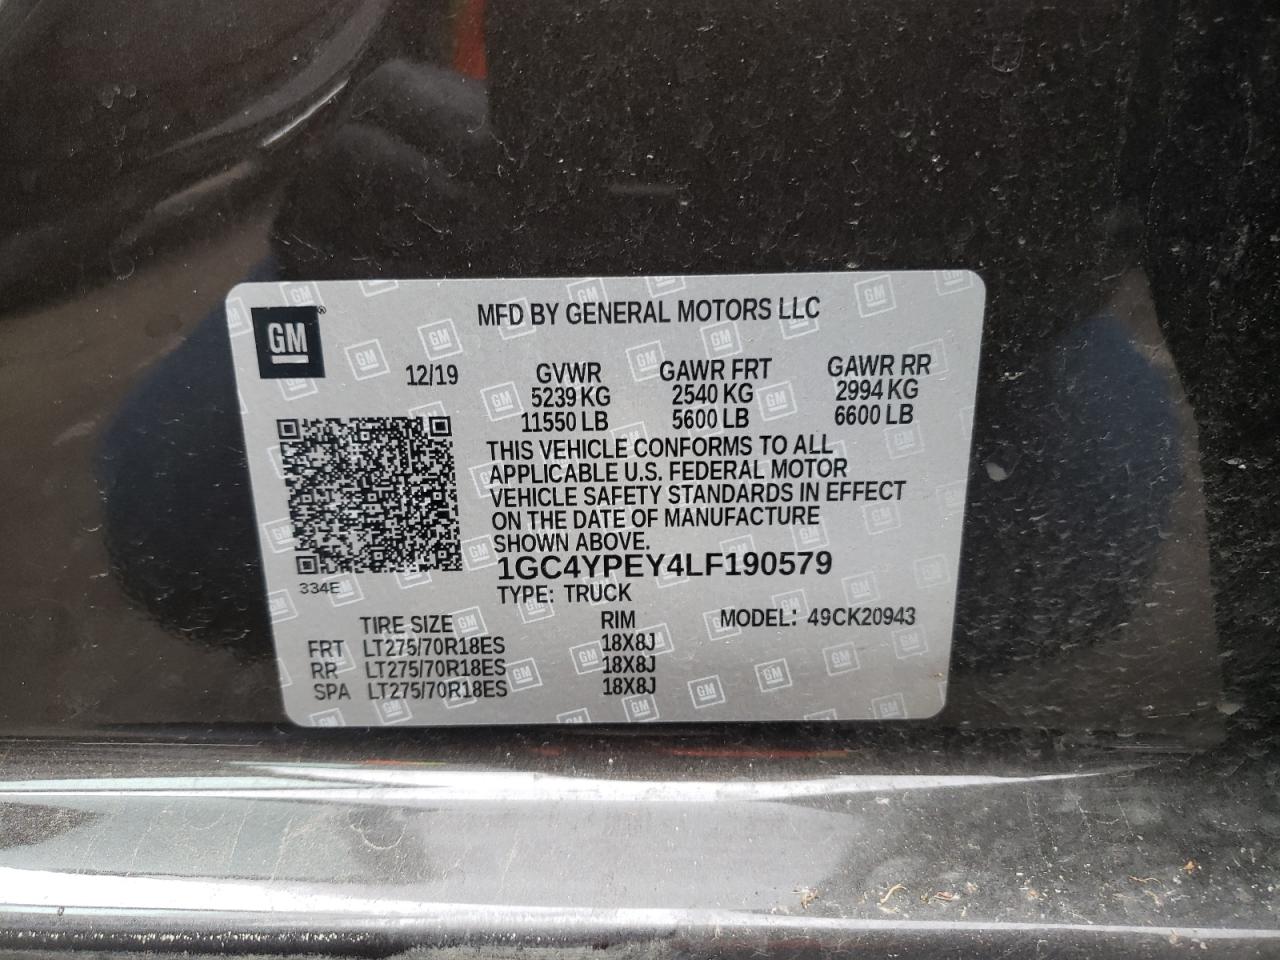 GM®
MFD BY GENERAL MOTORS LLC
12/19 GVWR GAWR FRT GAWR RR
5239 KG 2540 KG 2994 KG
11550 LB 5600 LB 6600 LB
THIS VEHICLE CONFORMS TO ALL
APPLICABLE U.S. FEDERAL MOTOR
VEHICLE SAFETY STANDARDS IN EFFECT
ON THE DATE OF MANUFACTURE
SHOWN ABOVE.
1GC4YPEY4LF190579
334E
TYPE: TRUCK
TIRE SIZE RIM MODEL: 49CK20943
FRT LT275/70R18ES 18X8J
RR LT275/70R18ES 18X8J
SPA LT275/70R18ES 18X8J